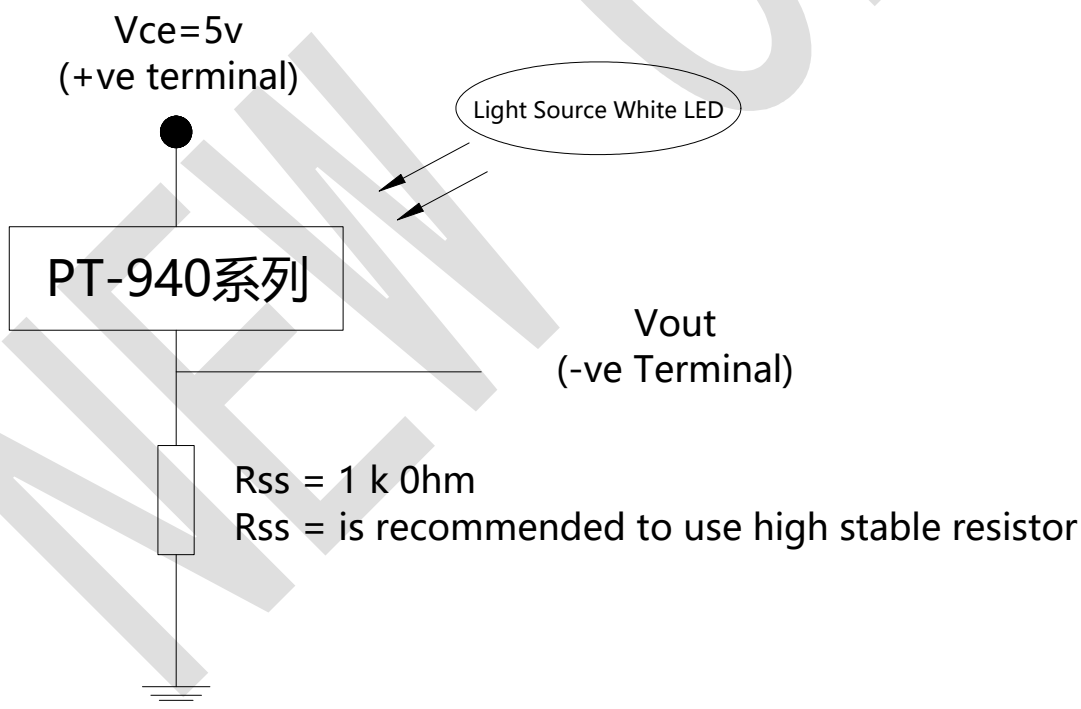 Vce=5v
(+ve terminal)
Light Source White LED
PT-940系列
Vout
(-ve Terminal)
Rss = 1 k 0hm
Rss = is recommended to use high stable resistor
NEW